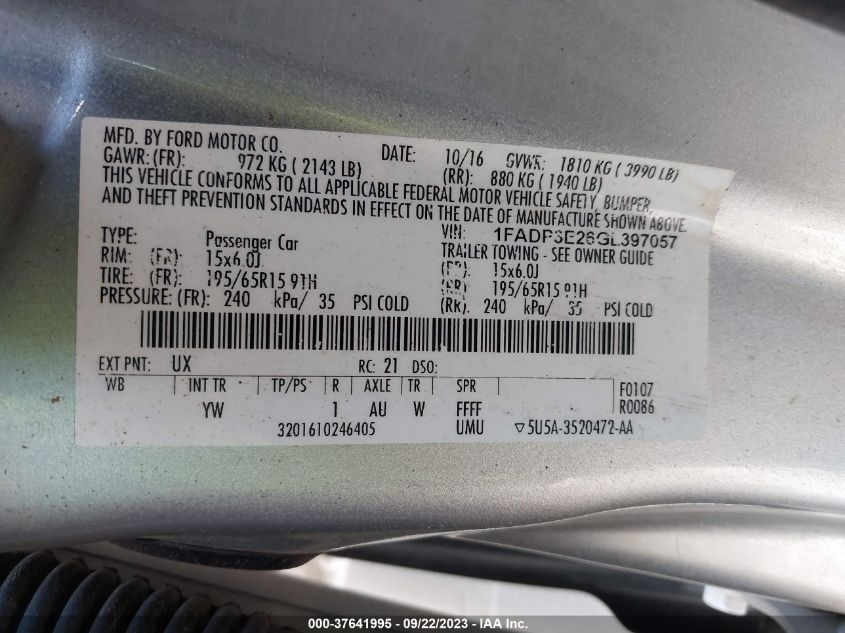 MFD. BY FORD MOTOR CO.
DATE: 10/16 GVWR: 1810 KG ( 3990 LB)
GAWR: (FR): 972 KG ( 2143 LB) (RR): 880 KG ( 1940 LB)
THIS VEHICLE CONFORMS TO ALL APPLICABLE FEDERAL MOTOR VEHICLE SAFETY, BUMPER,
AND THEFT PREVENTION STANDARDS IN EFFECT ON THE DATE OF MANUFACTURE SHOWN ABOVE.
VIN: 1FADP3E26GL397057
TYPE: Passenger Car TRAILER TOWING - SEE OWNER GUIDE
RIM: (FR): 15x6.0J 15x6.0J
TIRE: (FR): 195/65R15 91H (RR): 195/65R15 91H
PRESSURE: (FR): 240 kPa/ 35 PSI COLD (RR): 240 kPa/ 35 PSI COLD
EXT PNT: UX RC: 21 DSO:
WB INT TR TP/PS R AXLE TR SPR F0107
YW 1 AU W FFFF R0086
3201610246405 UMU ▽5U5A-3520472-AA
000-37641995 - 09/22/2023 - IAA Inc.